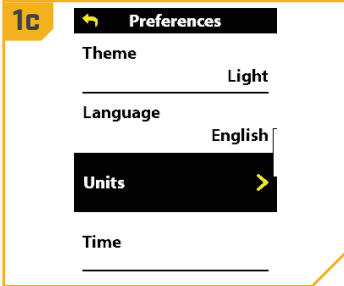 1c
Preferences
Theme
Light
Language
English
Units
Time